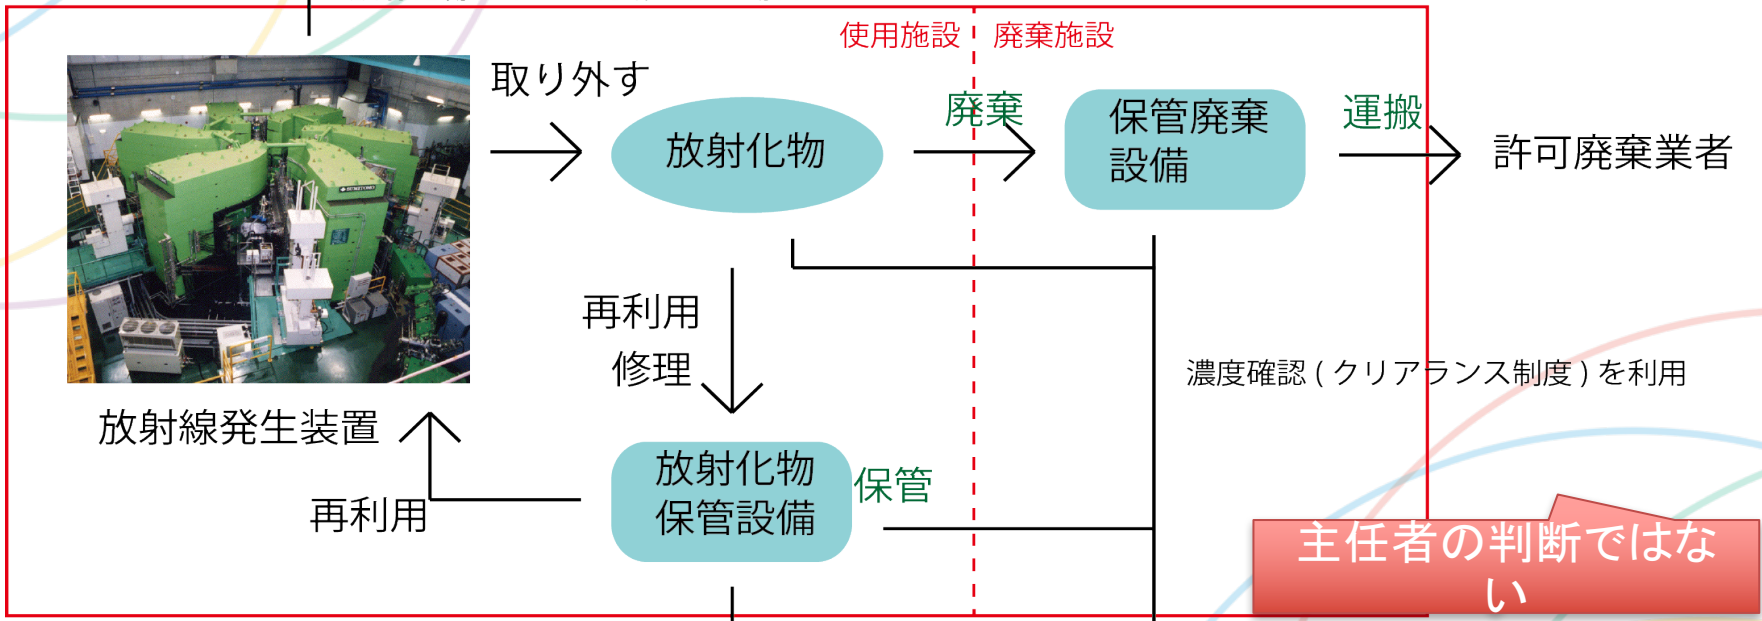 使用施設
廃棄施設
取り外す
放射化物
廃棄
保管廃棄
設備
運搬
許可廃棄業者
再利用
修理
濃度確認(クリアランス制度)を利用
放射線発生装置
再利用
放射化物
保管設備
保管
主任者の判断ではな
い